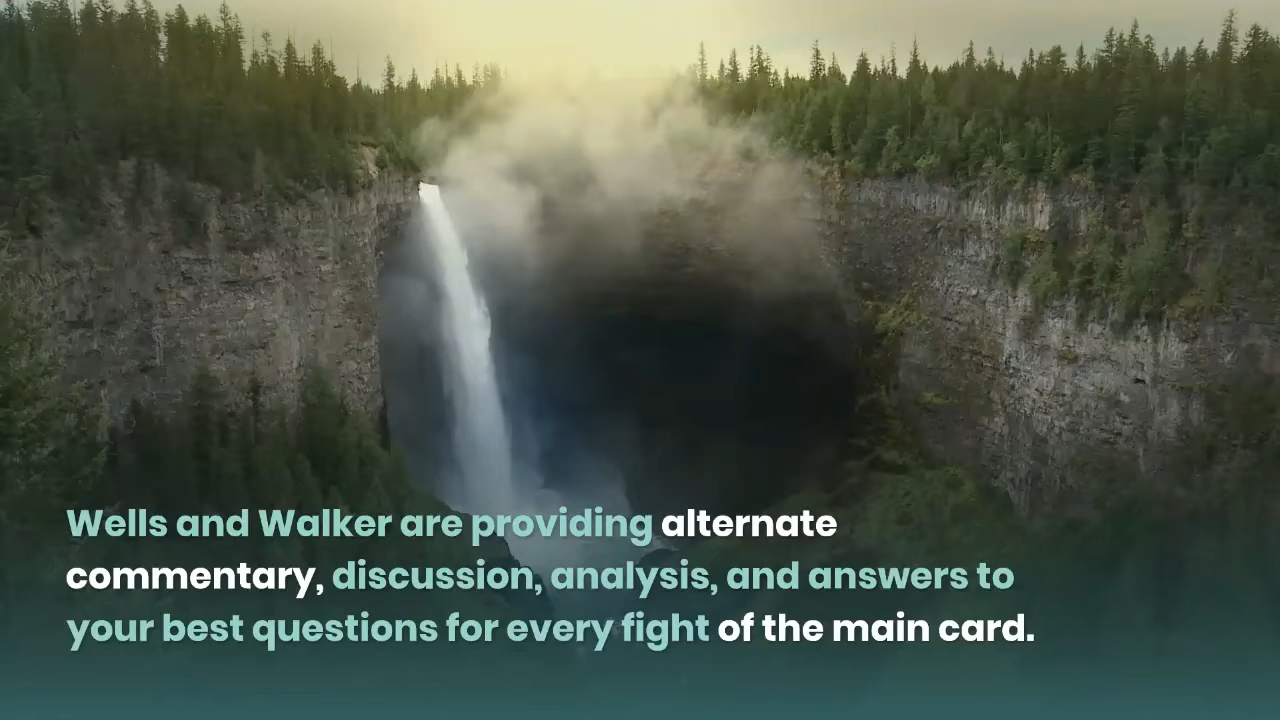 Wells and Walker are providing alternate
commentary, discussion, analysis, and answers to
your best questions for every fight of the main card.